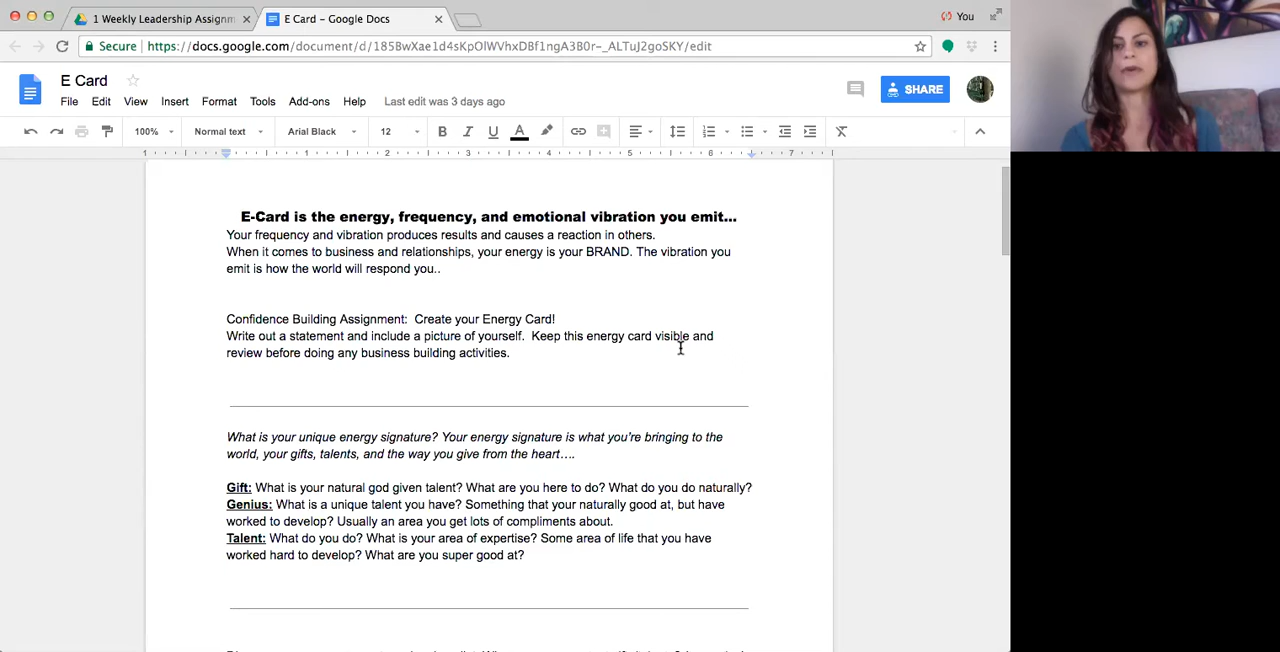 1 Weekly Leadership Assignm
E Card – Google Docs
You
Secure
https://docs.google.com/document/d/185BwXae1d4sKpOlWVhxDBf1ngA3B0r-_ALTuJ2goSKY/edit
E Card
File Edit View Insert Format Tools Add-ons Help Last edit was 3 days ago
SHARE
100% Normal text Arial Black 12 B I U A
1 1 2 3 4 5 6 7
E-Card is the energy, frequency, and emotional vibration you emit...
Your frequency and vibration produces results and causes a reaction in others.
When it comes to business and relationships, your energy is your BRAND. The vibration you
emit is how the world will respond you..
Confidence Building Assignment: Create your Energy Card!
Write out a statement and include a picture of yourself. Keep this energy card visible and
review before doing any business building activities.
What is your unique energy signature? Your energy signature is what you're bringing to the
world, your gifts, talents, and the way you give from the heart….
Gift: What is your natural god given talent? What are you here to do? What do you do naturally?
Genius: What is a unique talent you have? Something that your naturally good at, but have
worked to develop? Usually an area you get lots of compliments about.
Talent: What do you do? What is your area of expertise? Some area of life that you have
worked hard to develop? What are you super good at?